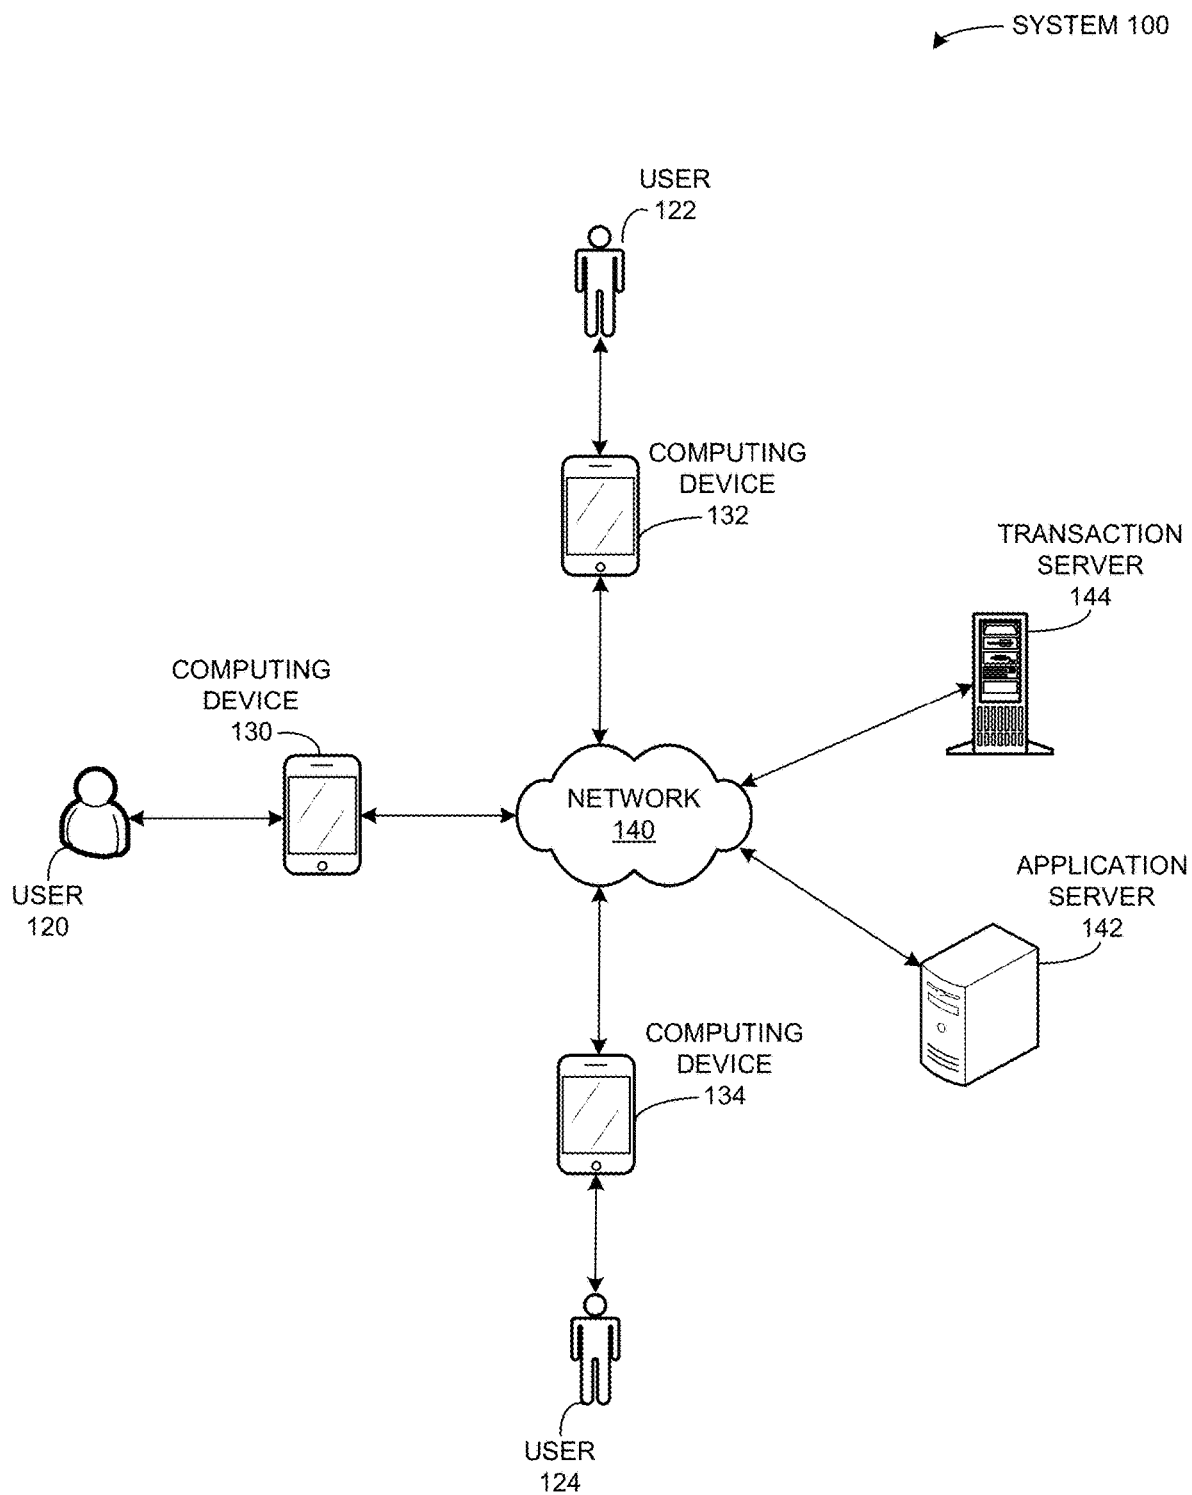 SYSTEM 100
USER
122
COMPUTING
DEVICE
132
TRANSACTION
SERVER
144
COMPUTING
DEVICE
130
NETWORK
140
USER
120
APPLICATION
SERVER
142
COMPUTING
DEVICE
134
USER
124